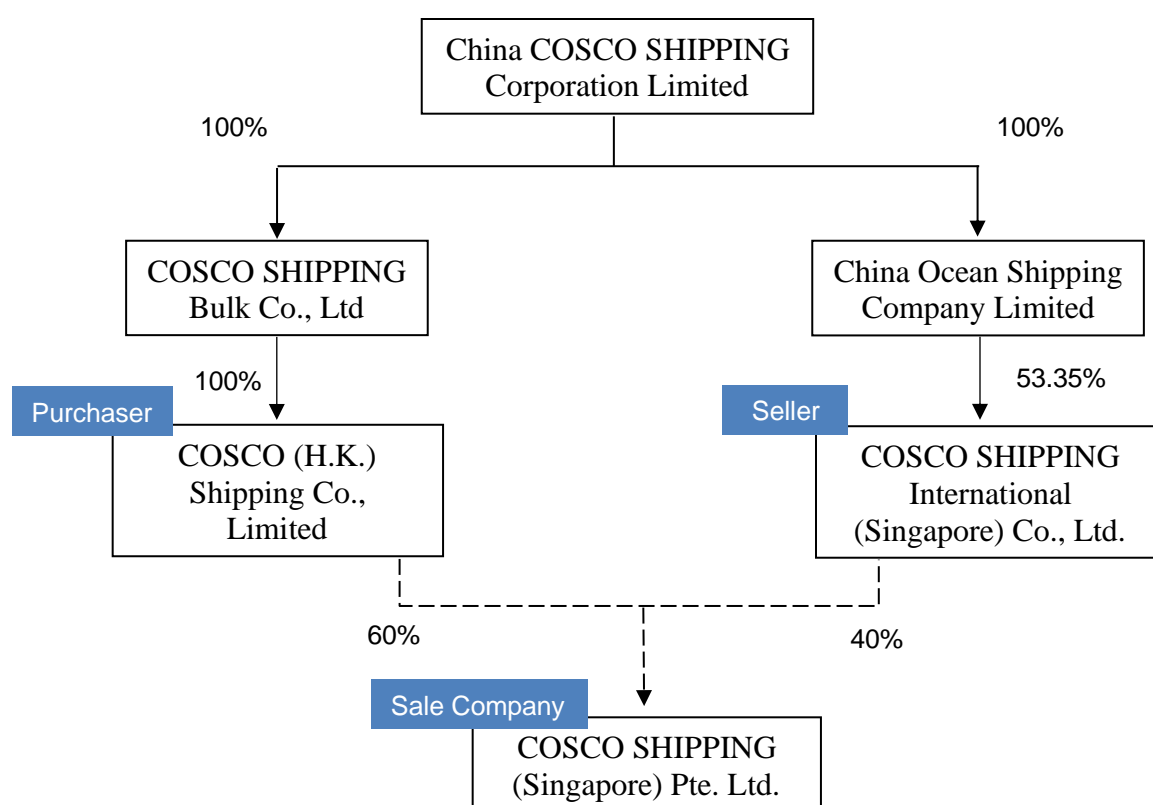 China COSCO SHIPPING
Corporation Limited
100%
100%
COSCO SHIPPING
Bulk Co., Ltd
China Ocean Shipping
Company Limited
100%
53.35%
Purchaser
Seller
COSCO (H.K.)
Shipping Co.,
Limited
COSCO SHIPPING
International
(Singapore) Co., Ltd.
60%
40%
Sale Company
COSCO SHIPPING
(Singapore) Pte. Ltd.